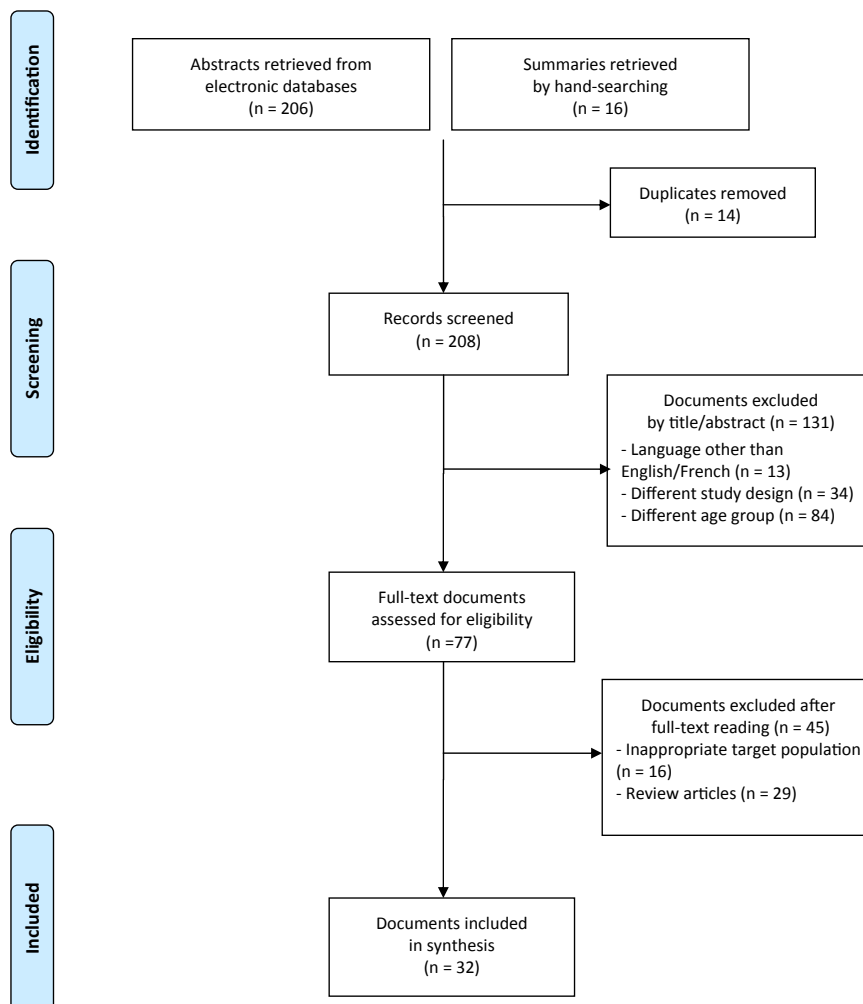 Identification
Abstracts retrieved from
electronic databases
(n = 206)
Summaries retrieved
by hand-searching
(n = 16)
Duplicates removed
(n = 14)
Screening
Records screened
(n = 208)
Documents excluded
by title/abstract (n = 131)
- Language other than
English/French (n = 13)
- Different study design (n = 34)
- Different age group (n = 84)
Eligibility
Full-text documents
assessed for eligibility
(n =77)
Documents excluded after
full-text reading (n = 45)
- Inappropriate target population
(n = 16)
- Review articles (n = 29)
Included
Documents included
in synthesis
(n = 32)